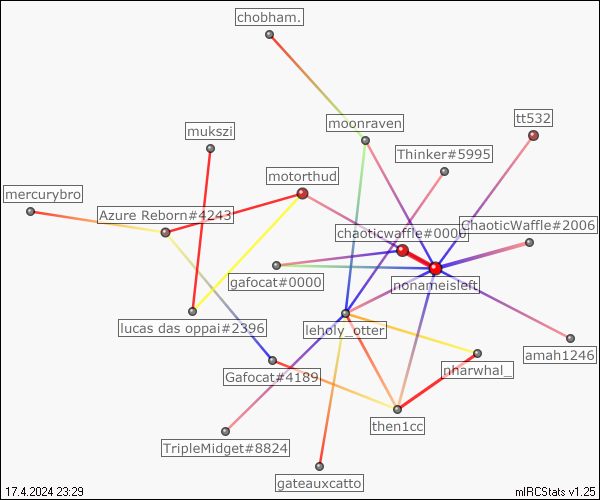 chobham.
moonraven
tt532
mukszi
Thinker#5995
motorthud
mercurybro
Azure Reborn#4243
ChaoticWaffle#2006
chaoticwaffle#0000
gafocat#0000
nonameisleft
lucas das oppai#2396
leholy_otter
amah1246
nharwhal_
Gafocat#4189
then1cc
TripleMidget#8824
gateauxcatto
17.4.2024 23:29
mIRCStats v1.25